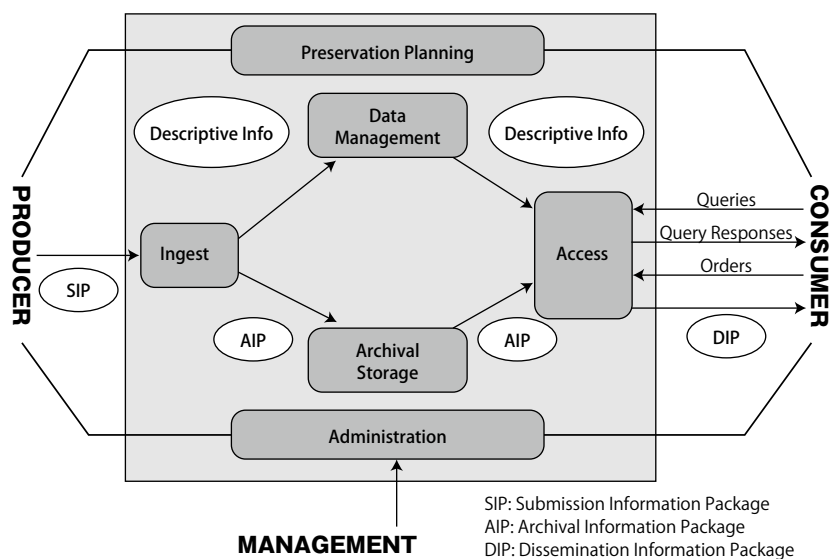 Preservation Planning
Descriptive Info
Data
Management
Descriptive Info
PRODUCER
SIP
Ingest
AIP
Archival
Storage
AIP
Access
Queries
Query Responses
Orders
DIP
CONSUMER
Administration
MANAGEMENT
SIP: Submission Information Package
AIP: Archival Information Package
DIP: Dissemination Information Package